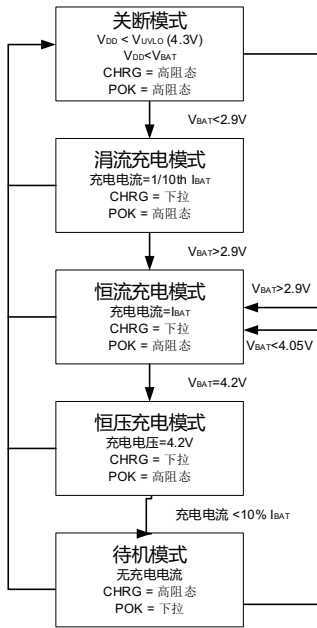 关断模式
VDD < VUVLO (4.3V)
VDD<VBAT
CHRG = 高阻态
POK = 高阻态
VBAT<2.9V
涓流充电模式
充电电流=1/10th IBAT
CHRG = 下拉
POK = 高阻态
VBAT>2.9V
恒流充电模式
充电电流=IBAT
CHRG = 下拉
POK = 高阻态
VBAT>2.9V
VBAT<4.05V
VBAT=4.2V
恒压充电模式
充电电压=4.2V
CHRG = 下拉
POK = 高阻态
充电电流 <10% IBAT
待机模式
无充电电流
CHRG = 高阻态
POK = 下拉